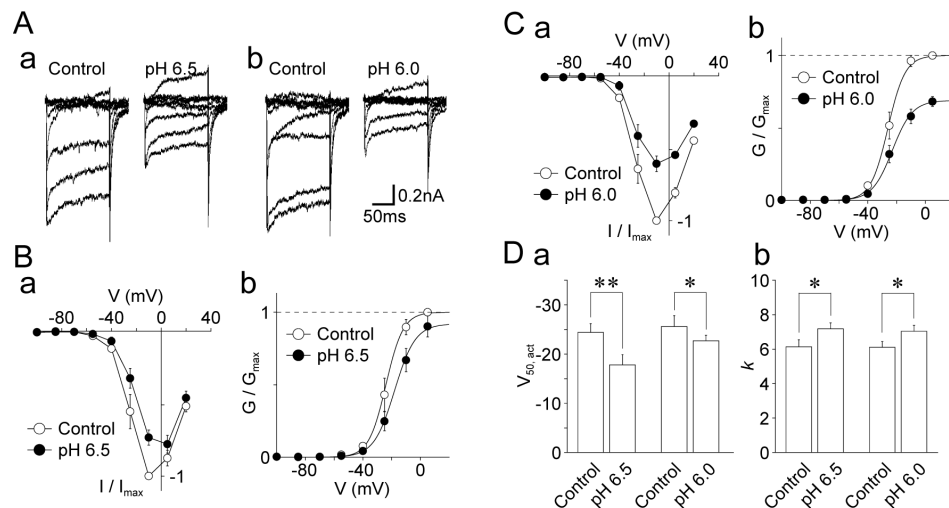 A
a
Control
pH 6.5
b
Control
pH 6.0
0.2nA
50ms
B
a
V (mV)
-80
-40
0
20
40
Control
pH 6.5
-1
I / Imax
b
1
Control
pH 6.5
G / Gmax
0
-80
-40
0
V (mV)
C
a
V (mV)
-80
-40
0
20
40
Control
pH 6.0
-1
I / Imax
b
1
Control
pH 6.0
G / Gmax
0
-80
-40
0
V (mV)
D
a
V50, act
-30
-20
-10
0
**
*
Control
pH 6.5
Control
pH 6.0
b
k
10
8
6
4
2
0
*
*
Control
pH 6.5
Control
pH 6.0